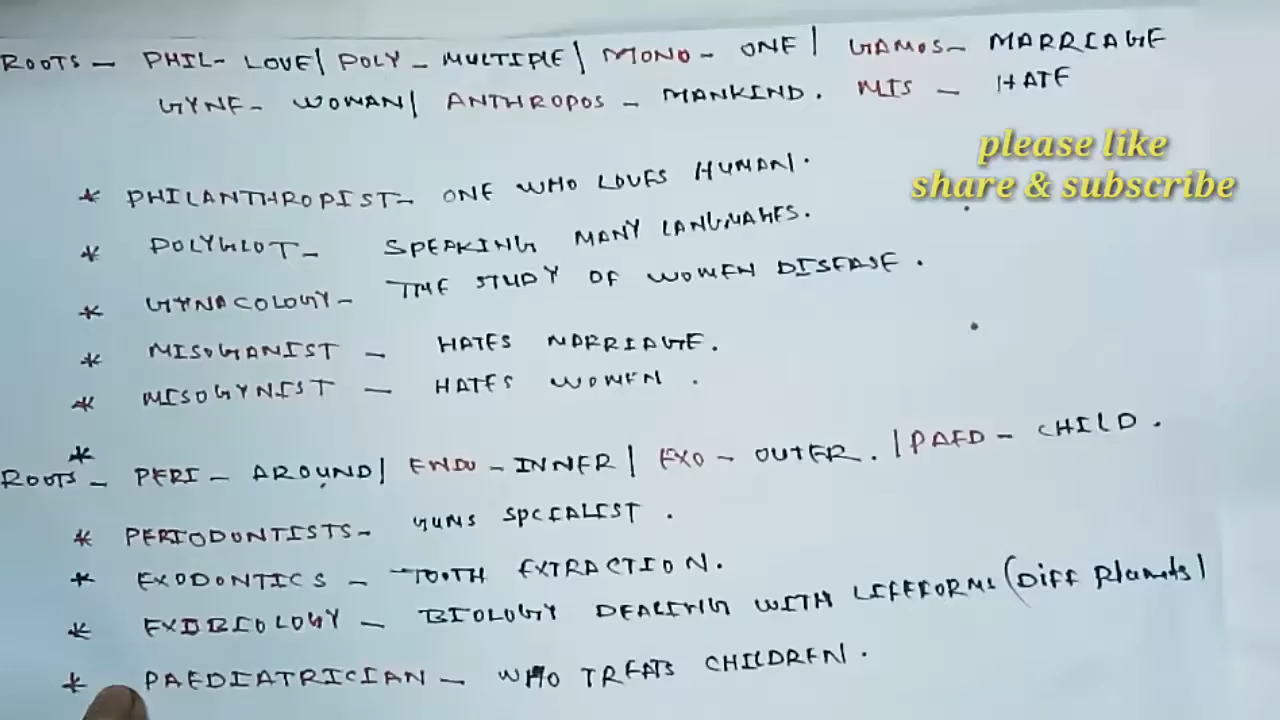 ROOTS - PHIL- LOVE| POLY - MULTIPLE| MONO- ONE| GAMOS- MARRIAGE
GYNE- WOMAN| ANTHROPOS - MANKIND. MIS - HATE
please like
share & subscribe
* PHILANTHROPIST- ONE WHO LOVES HUMAN.
* POLYGLOT- SPEAKING MANY LANGUAGES.
* GYNACOLOGY- THE STUDY OF WOMEN DISEASE.
* MISOGANIST - HATES MARRIAGE.
* MISOGYNIST - HATES WOMEN.
*
ROOTS - PERI - AROUND| ENDO -INNER| EXO - OUTER. |PAED - CHILD.
* PERIODONTISTS- GUMS SPCIALIST.
* EXODONTICS - TOOTH EXTRACTION.
* EXOBIOLOGY - BIOLOGY DEALING WITH LIFEFORMS (Diff Planets)
* PAEDIATRICIAN - WHO TREATS CHILDREN.